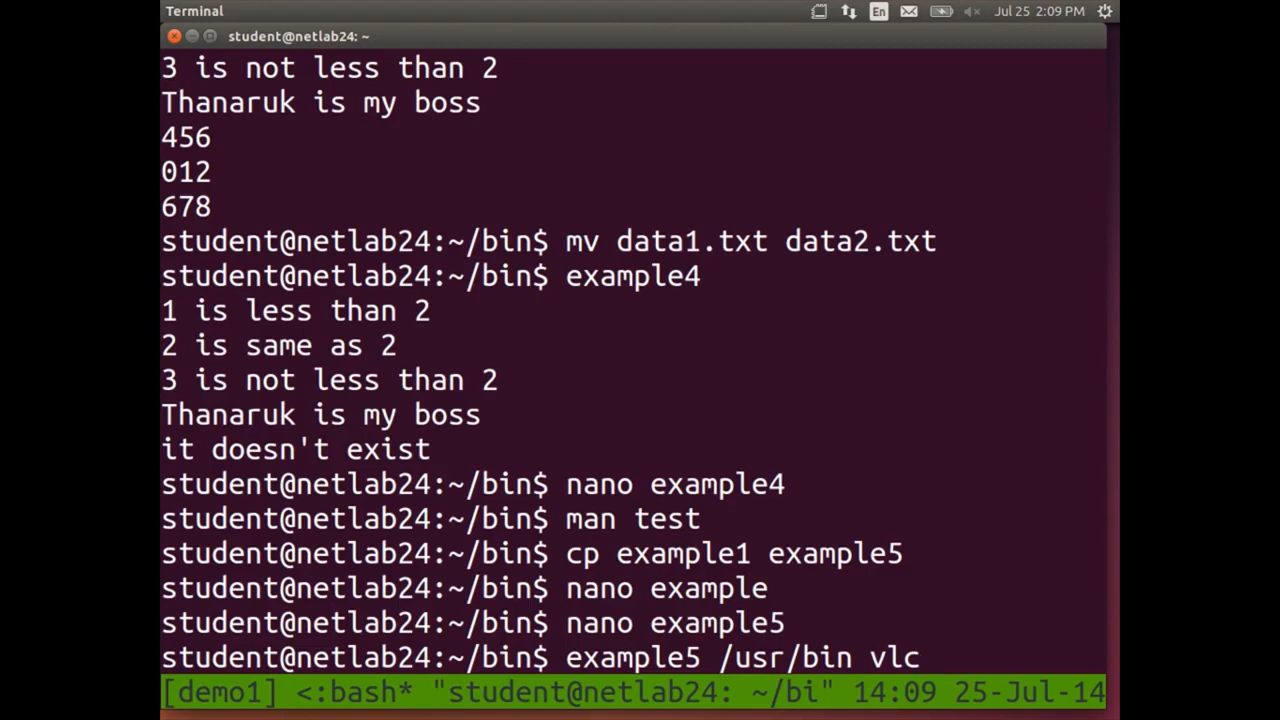 Terminal
En
Jul 25 2:09 PM
student@netlab24: ~
3 is not less than 2
Thanaruk is my boss
456
012
678
student@netlab24:~/bin$ mv data1.txt data2.txt
student@netlab24:~/bin$ example4
1 is less than 2
2 is same as 2
3 is not less than 2
Thanaruk is my boss
it doesn't exist
student@netlab24:~/bin$ nano example4
student@netlab24:~/bin$ man test
student@netlab24:~/bin$ cp example1 example5
student@netlab24:~/bin$ nano example
student@netlab24:~/bin$ nano example5
student@netlab24:~/bin$ example5 /usr/bin vlc
[demo1] <:bash* "student@netlab24: ~/bi" 14:09 25-Jul-14